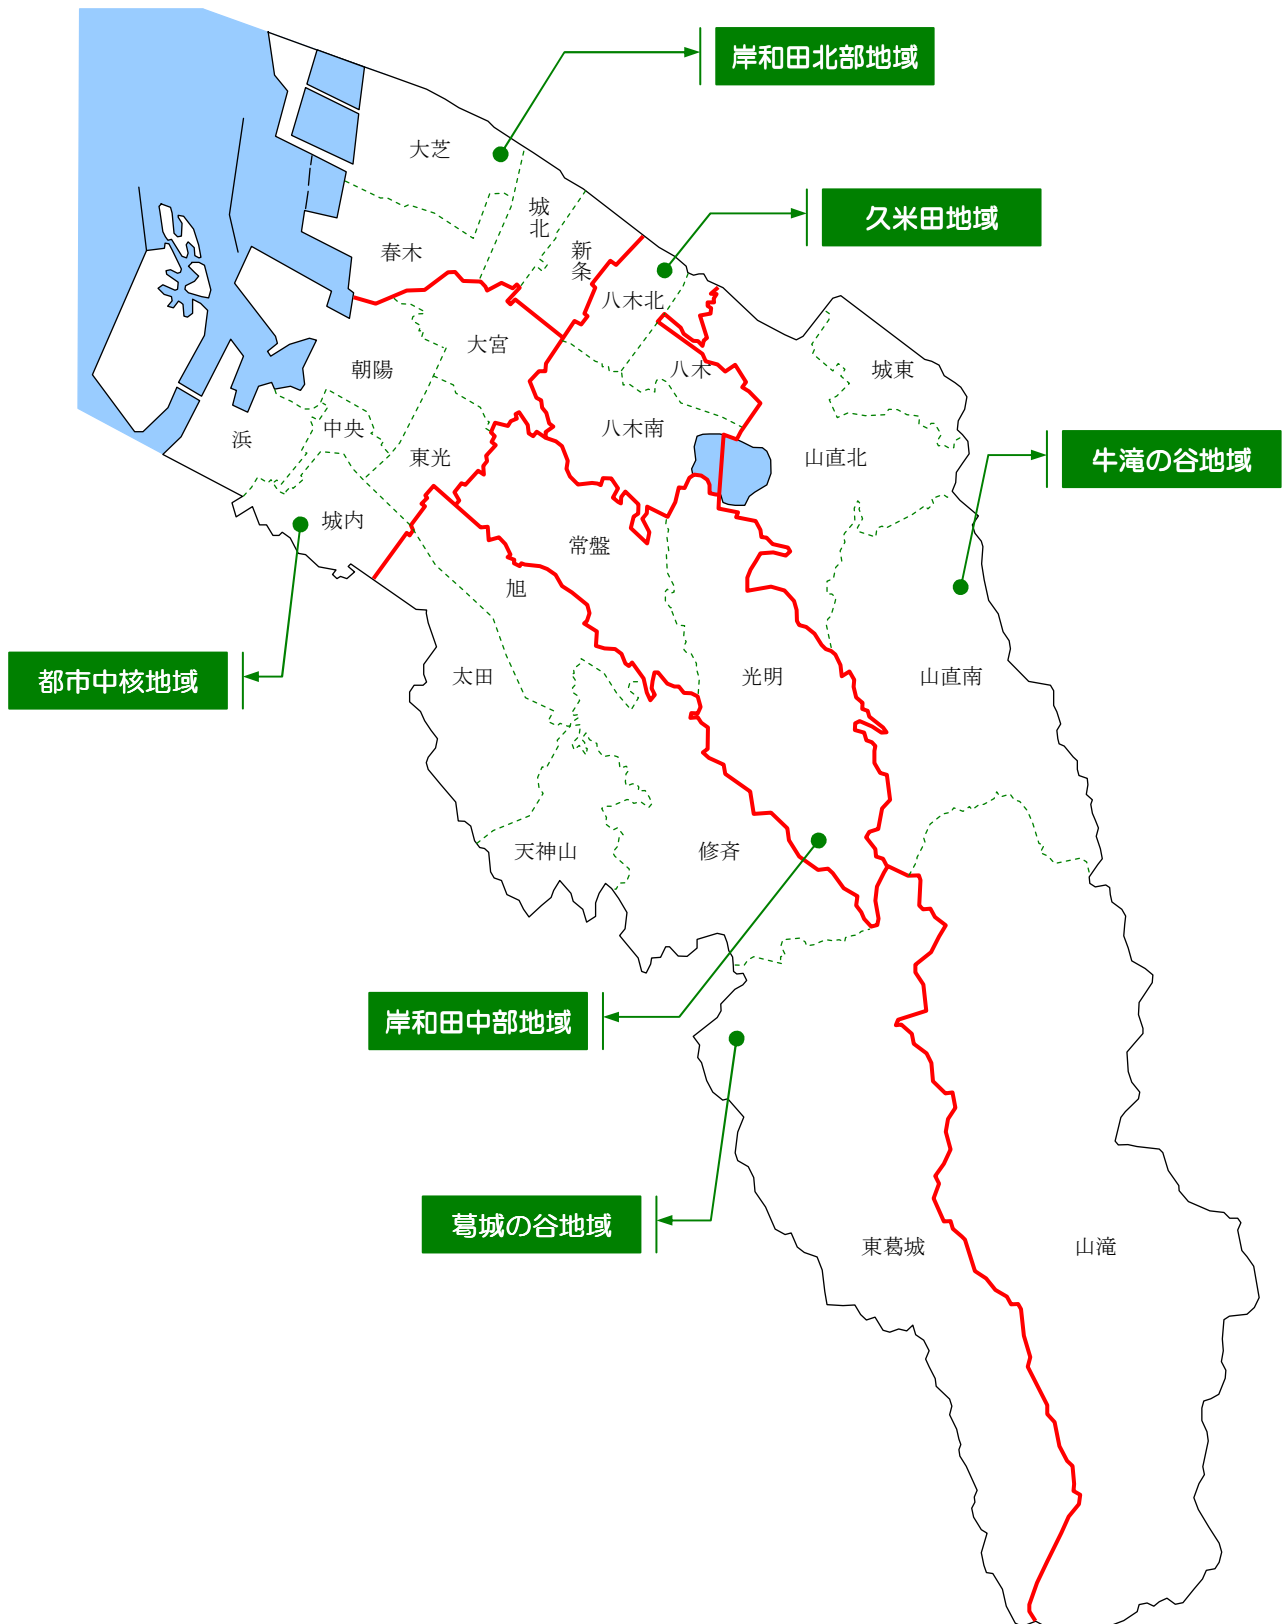 岸和田北部地域
大芝
久米田地域
城北
春木
新条
八木北
大宮
朝陽
八木
城東
中央
八木南
浜
東光
山直北
牛滝の谷地域
城内
常盤
旭
都市中核地域
太田
光明
山直南
天神山
修斉
岸和田中部地域
葛城の谷地域
東葛城
山滝